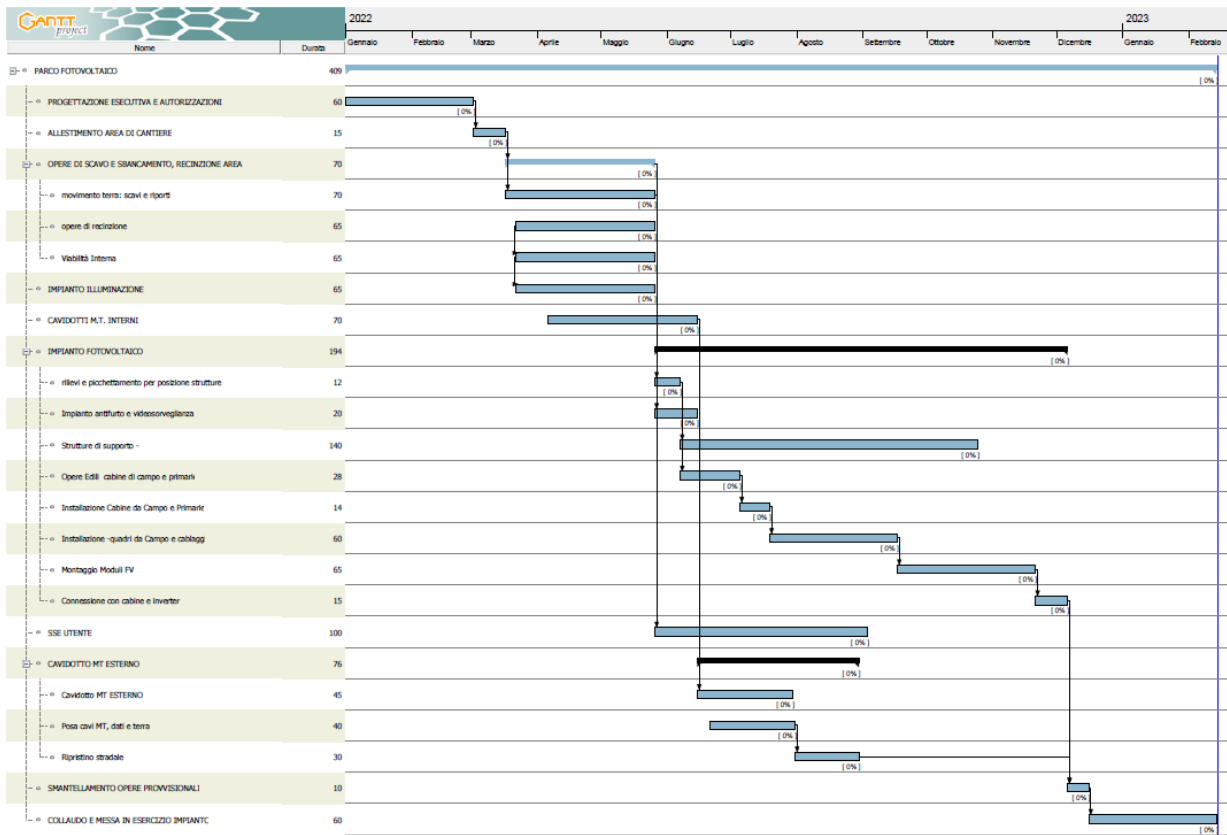 GANTT project
2022 2023
Nome Durata Gennaio Febbraio Marzo Aprile Maggio Giugno Luglio Agosto Settembre Ottobre Novembre Dicembre Gennaio Febbraio
PARCO FOTOVOLTAICO 409 [ 0% ]
PROGETTAZIONE ESECUTIVA E AUTORIZZAZIONI 60 [ 0% ]
ALLESTIMENTO AREA DI CANTIERE 15 [ 0% ]
OPERE DI SCAVO E SBANCAMENTO, RECINZIONE AREA 70 [ 0% ]
movimento terra: scavi e riporti 70 [ 0% ]
opere di recinzione 65 [ 0% ]
Viabilità Interna 65 [ 0% ]
IMPIANTO ILLUMINAZIONE 65 [ 0% ]
CAVIDOTTI M.T. INTERNI 70 [ 0% ]
IMPIANTO FOTOVOLTAICO 194 [ 0% ]
rilievi e picchettamento per posizione strutture 12 [ 0% ]
Impianto antifurto e videosorveglianza 20 [ 0% ]
Strutture di supporto - 140 [ 0% ]
Opere Edili cabine di campo e primarie 28 [ 0% ]
Installazione Cabine da Campo e Primarie 14 [ 0% ]
Installazione -quadri da Campo e cablagg 60 [ 0% ]
Montaggio Moduli FV 65 [ 0% ]
Connessione con cabine e inverter 15 [ 0% ]
SSE UTENTE 100 [ 0% ]
CAVIDOTTO MT ESTERNO 76 [ 0% ]
Cavidotto MT ESTERNO 45 [ 0% ]
Posa cavi MT, dati e terra 40 [ 0% ]
Ripristino stradale 30 [ 0% ]
SMANTELLAMENTO OPERE PROVVISIONALI 10 [ 0% ]
COLLAUDO E MESSA IN ESERCIZIO IMPIANTO 60 [ 0% ]